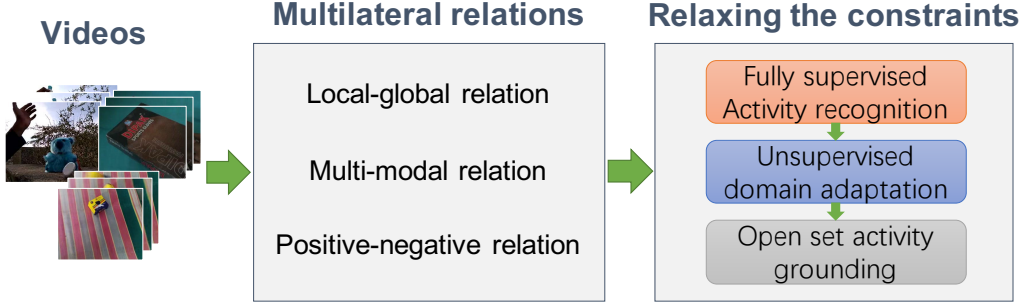 Videos
Multilateral relations
Local-global relation
Multi-modal relation
Positive-negative relation
Relaxing the constraints
Fully supervised
Activity recognition
Unsupervised
domain adaptation
Open set activity
grounding